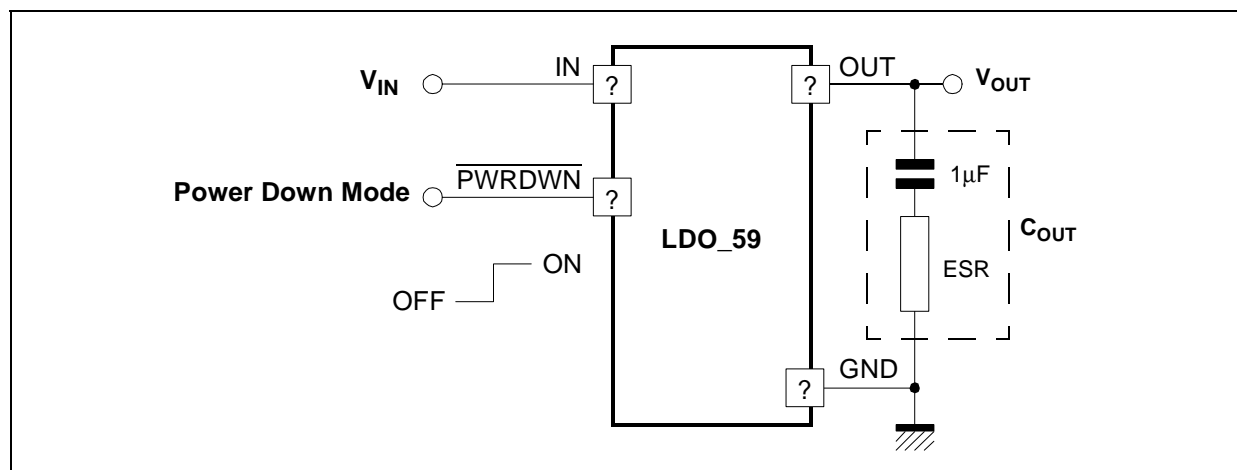 IN
?
OUT
?
V_IN
V_OUT
PWRDWN
?
Power Down Mode
1μF
LDO_59
C_OUT
ON
OFF
ESR
GND
?